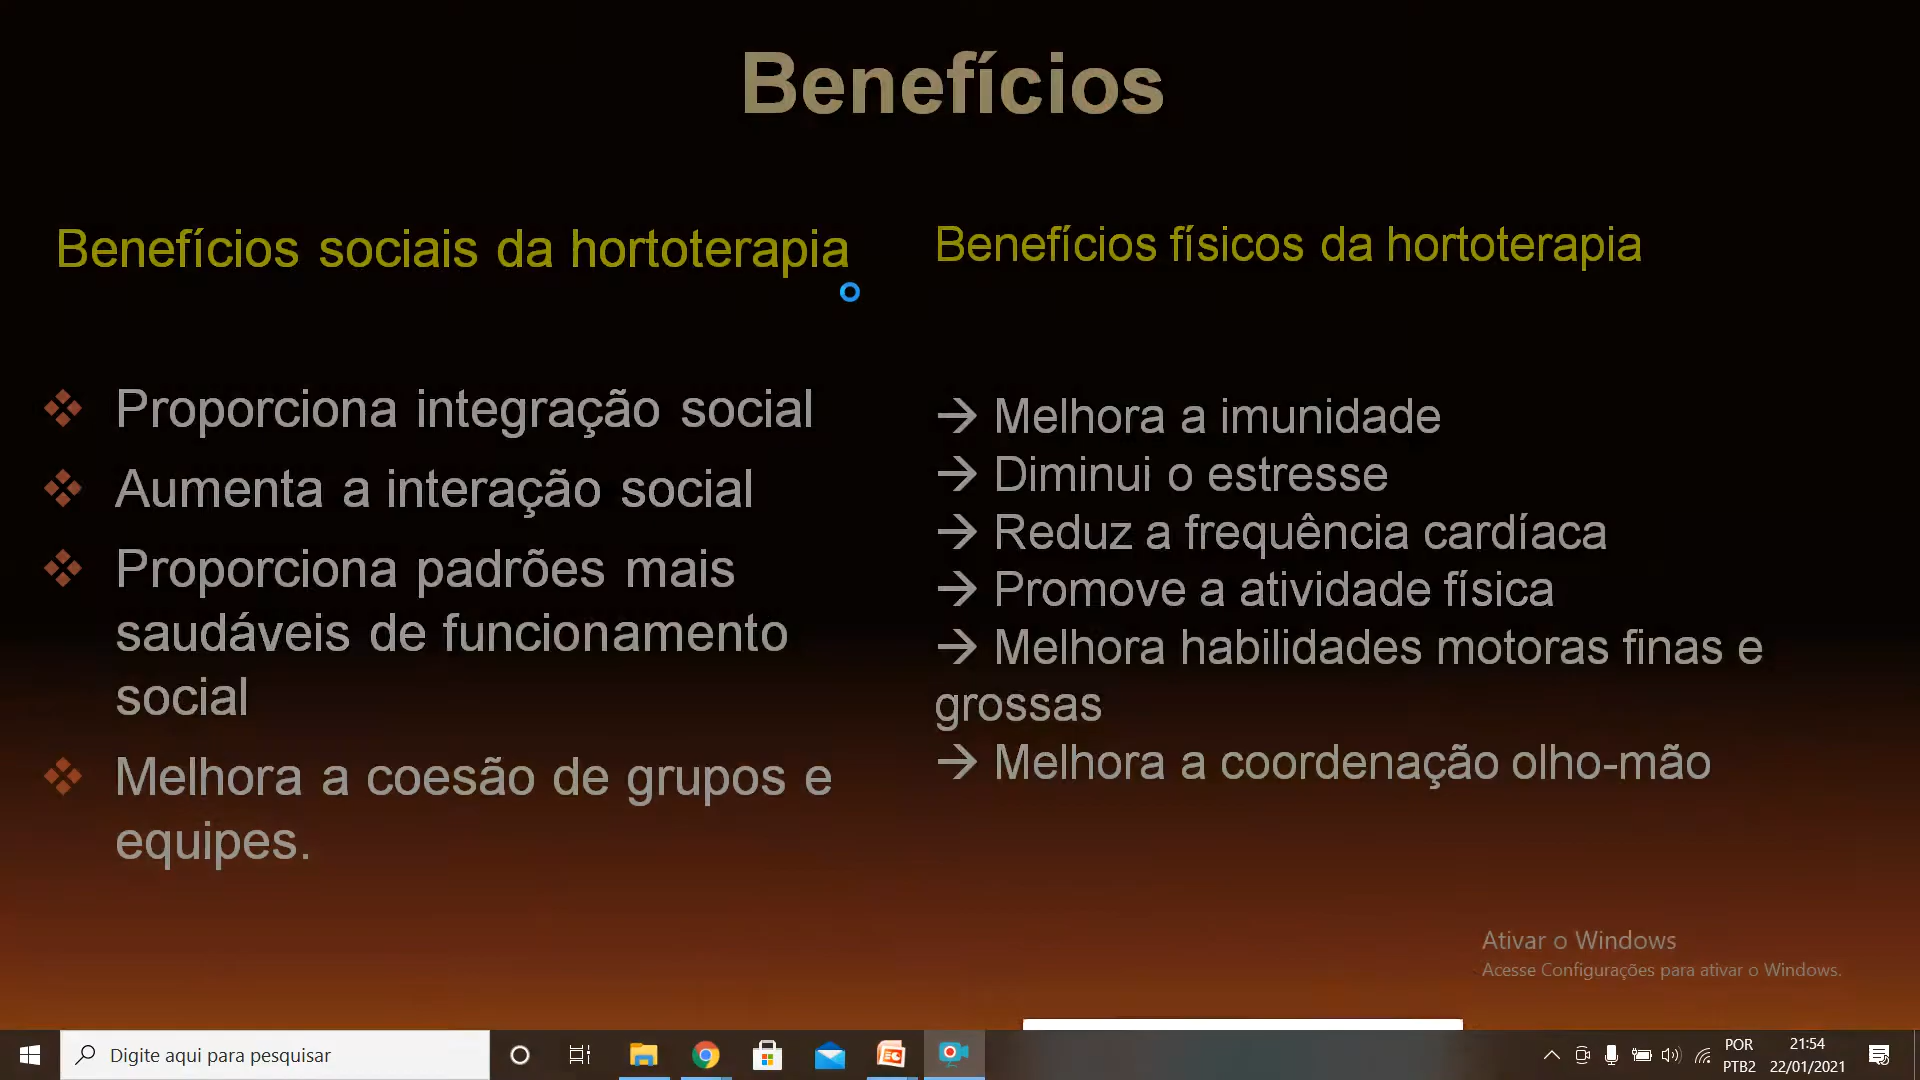 Benefícios
Benefícios sociais da hortoterapia
Proporciona integração social
Aumenta a interação social
Proporciona padrões mais
saudáveis de funcionamento
social
Melhora a coesão de grupos e
equipes.
Benefícios físicos da hortoterapia
→ Melhora a imunidade
→ Diminui o estresse
→ Reduz a frequência cardíaca
→ Promove a atividade física
→ Melhora habilidades motoras finas e
grossas
→ Melhora a coordenação olho-mão
Ativar o Windows
Acesse Configurações para ativar o Windows.
Digite aqui para pesquisar
POR
PTB2
21:54
22/01/2021